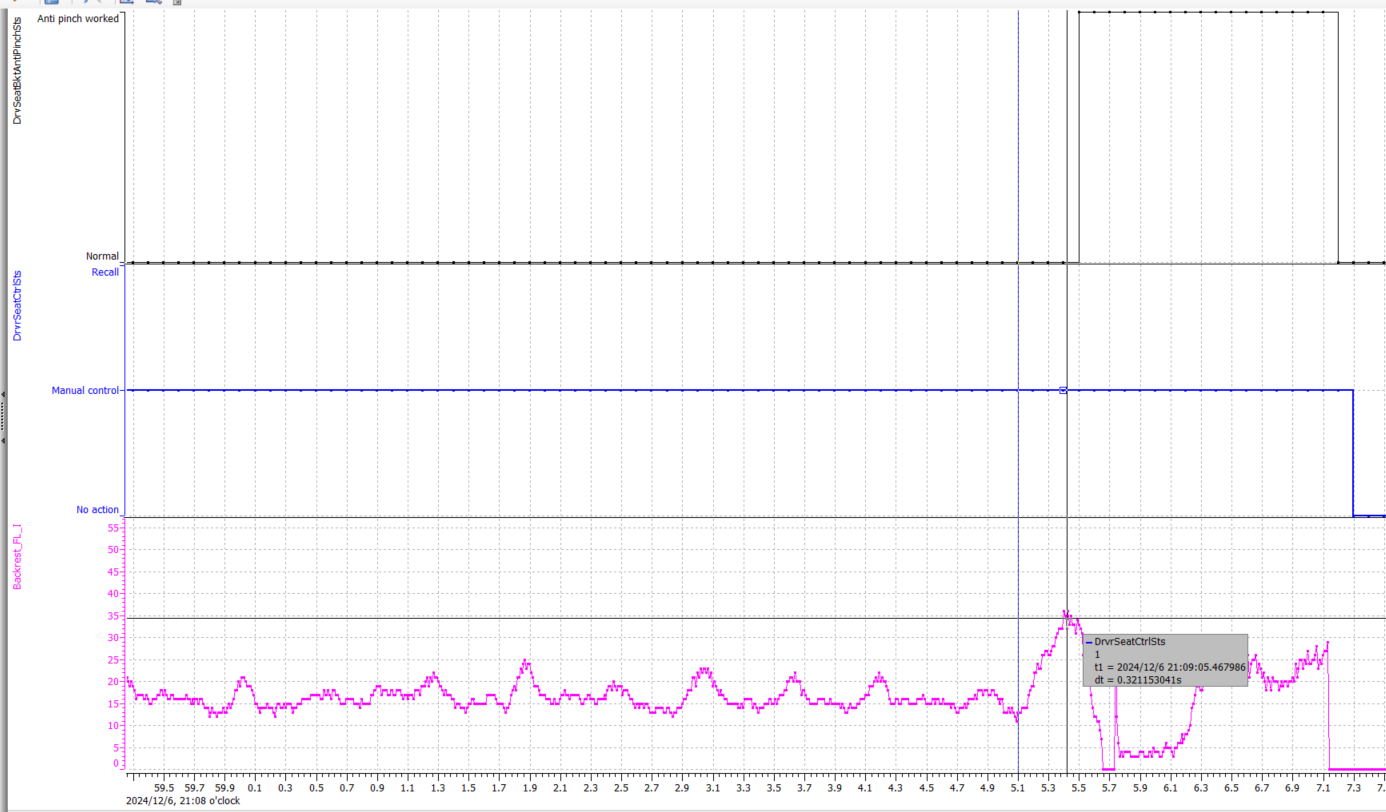 DrvSeatBktAntiPinchSts
Anti pinch worked
Normal
DrvrSeatCtrlSts
Recall
Manual control
No action
Backrest_FL_I
55
50
45
40
35
30
25
20
15
10
5
0
DrvrSeatCtrlSts
1
t1 = 2024/12/6 21:09:05.467986
dt = 0.321153041s
59.5 59.7 59.9 0.1 0.3 0.5 0.7 0.9 1.1 1.3 1.5 1.7 1.9 2.1 2.3 2.5 2.7 2.9 3.1 3.3 3.5 3.7 3.9 4.1 4.3 4.5 4.7 4.9 5.1 5.3 5.5 5.7 5.9 6.1 6.3 6.5 6.7 6.9 7.1 7.3 7.
2024/12/6, 21:08 o'clock